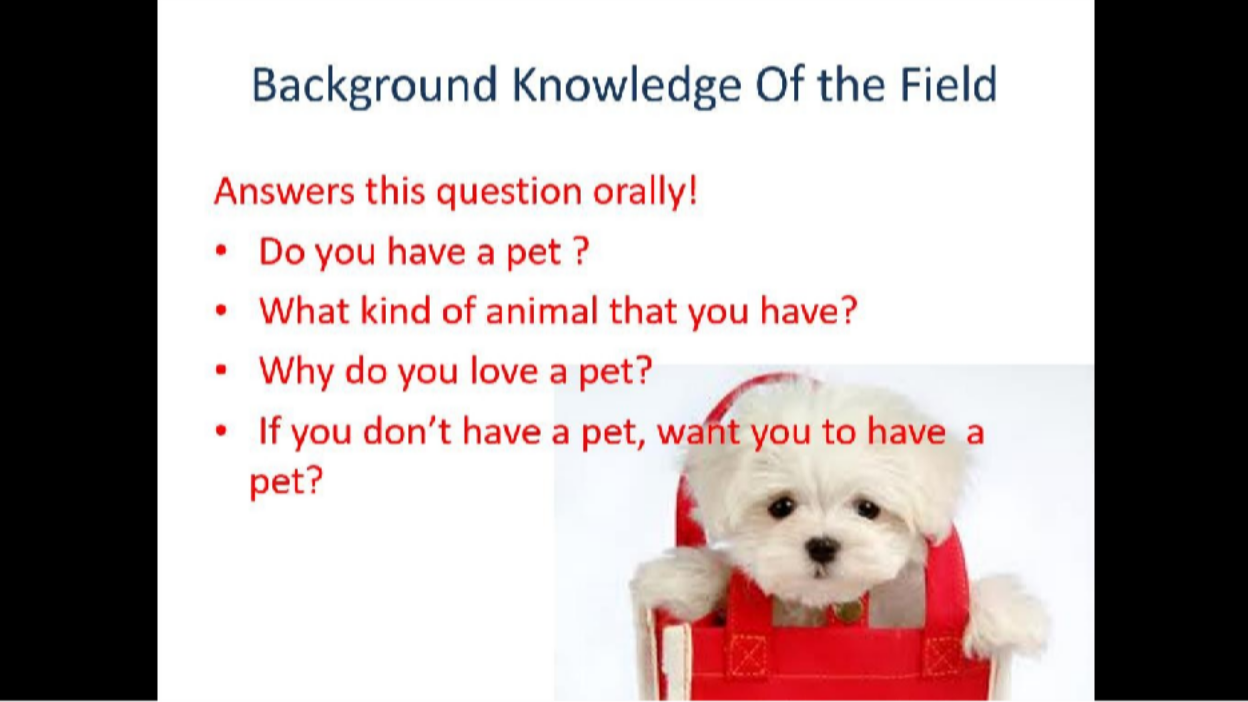 Background Knowledge Of the Field
Answers this question orally!
• Do you have a pet ?
• What kind of animal that you have?
• Why do you love a pet?
• If you don’t have a pet, want you to have a
pet?